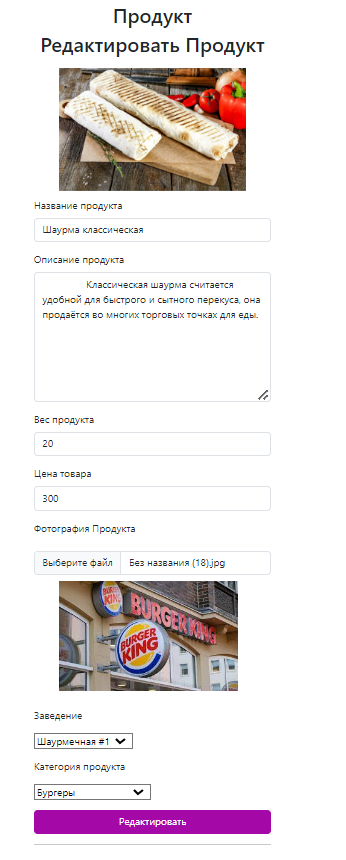 Продукт
Редактировать Продукт
Название продукта
Шаурма классическая
Описание продукта
Классическая шаурма считается
удобной для быстрого и сытного перекуса, она
продаётся во многих торговых точках для еды.
Вес продукта
20
Цена товара
300
Фотография Продукта
Выберите файл Без названия (18).jpg
BURGER KING
BURGER
KING
Заведение
Шаурмечная #1
Категория продукта
Бургеры
Редактировать